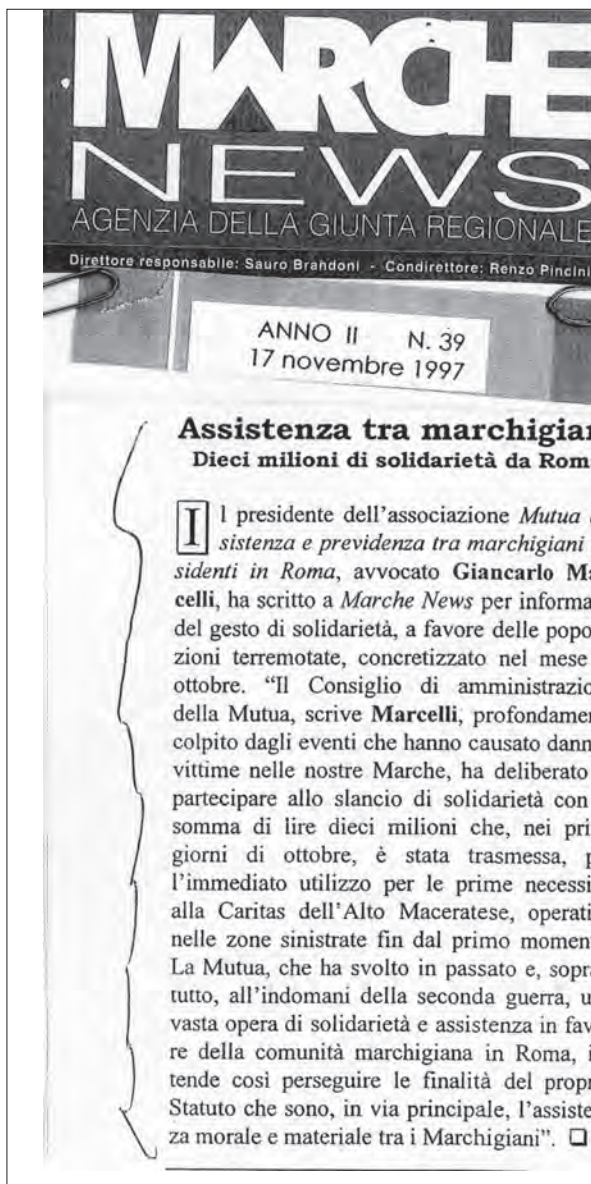 MARCHE
NEWS
AGENZIA DELLA GIUNTA REGIONALE
Direttore responsabile: Sauro Brandoni - Condirettore: Renzo Pincini
ANNO II N. 39
17 novembre 1997
Assistenza tra marchigian
Dieci milioni di solidarietà da Rom
Il presidente dell'associazione Mutua
sistenza e previdenza tra marchigiani
sidenti in Roma, avvocato Giancarlo Ma
celli, ha scritto a Marche News per informa
del gesto di solidarietà, a favore delle popo
zioni terremotate, concretizzato nel mese
ottobre. “Il Consiglio di amministrazio
della Mutua, scrive Marcelli, profondamen
colpito dagli eventi che hanno causato dann
vittime nelle nostre Marche, ha deliberato
partecipare allo slancio di solidarietà con
somma di lire dieci milioni che, nei pri
giorni di ottobre, è stata trasmessa, p
l'immediato utilizzo per le prime necessi
alla Caritas dell'Alto Maceratese, operati
nelle zone sinistrate fin dal primo momen
La Mutua, che ha svolto in passato e, sopra
tutto, all'indomani della seconda guerra, u
vasta opera di solidarietà e assistenza in fav
re della comunità marchigiana in Roma, i
tende così perseguire le finalità del propr
Statuto che sono, in via principale, l'assiste
za morale e materiale tra i Marchigiani”. ❑